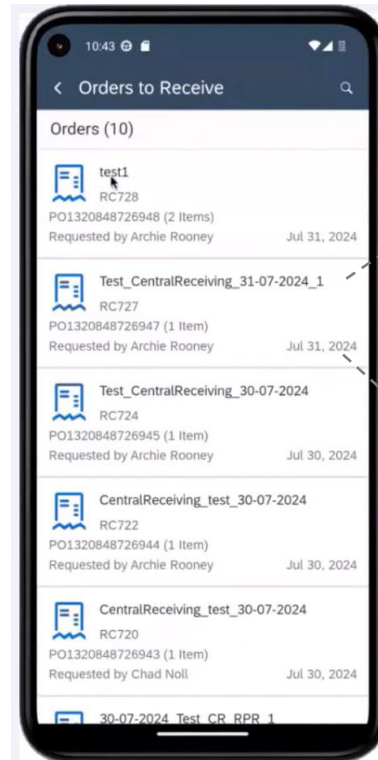 10:43
Orders to Receive
Orders (10)
test1
RC728
PO1320848726948 (2 Items)
Requested by Archie Rooney Jul 31, 2024
Test_CentralReceiving_31-07-2024_1
RC727
PO1320848726947 (1 Item)
Requested by Archie Rooney Jul 31, 2024
Test_CentralReceiving_30-07-2024
RC724
PO1320848726945 (1 Item)
Requested by Archie Rooney Jul 30, 2024
CentralReceiving_test_30-07-2024
RC722
PO1320848726944 (1 Item)
Requested by Archie Rooney Jul 30, 2024
CentralReceiving_test_30-07-2024
RC720
PO1320848726943 (1 Item)
Requested by Chad Noll Jul 30, 2024
30-07-2024_Test_CR_RPR_1